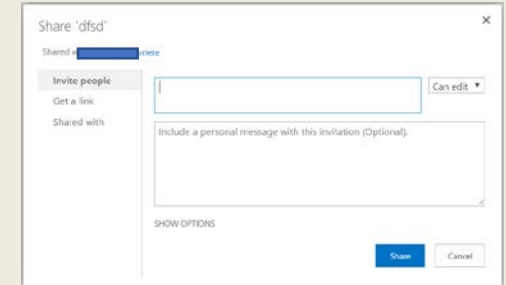 Share 'dfsd'
Shared
Invite people
Can edit
Get a link
Shared with
Include a personal message with this invitation (Optional).
SHOW OPTIONS
Share Cancel